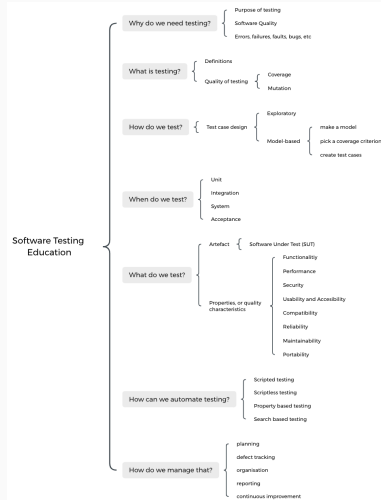 Why do we need testing?
Purpose of testing
Software Quality
Errors, failures, faults, bugs, etc
What is testing?
Definitions
Quality of testing
Coverage
Mutation
How do we test?
Test case design
Exploratory
Model-based
make a model
pick a coverage criterion
create test cases
When do we test?
Unit
Integration
System
Acceptance
Software Testing
Education
What do we test?
Artefact
Software Under Test (SUT)
Properties, or quality
characteristics
Functionality
Performance
Security
Usability and Accesibility
Compatibility
Reliability
Maintainability
Portability
How can we automate testing?
Scripted testing
Scriptless testing
Property based testing
Search based testing
How do we manage that?
planning
defect tracking
organisation
reporting
continuous improvement